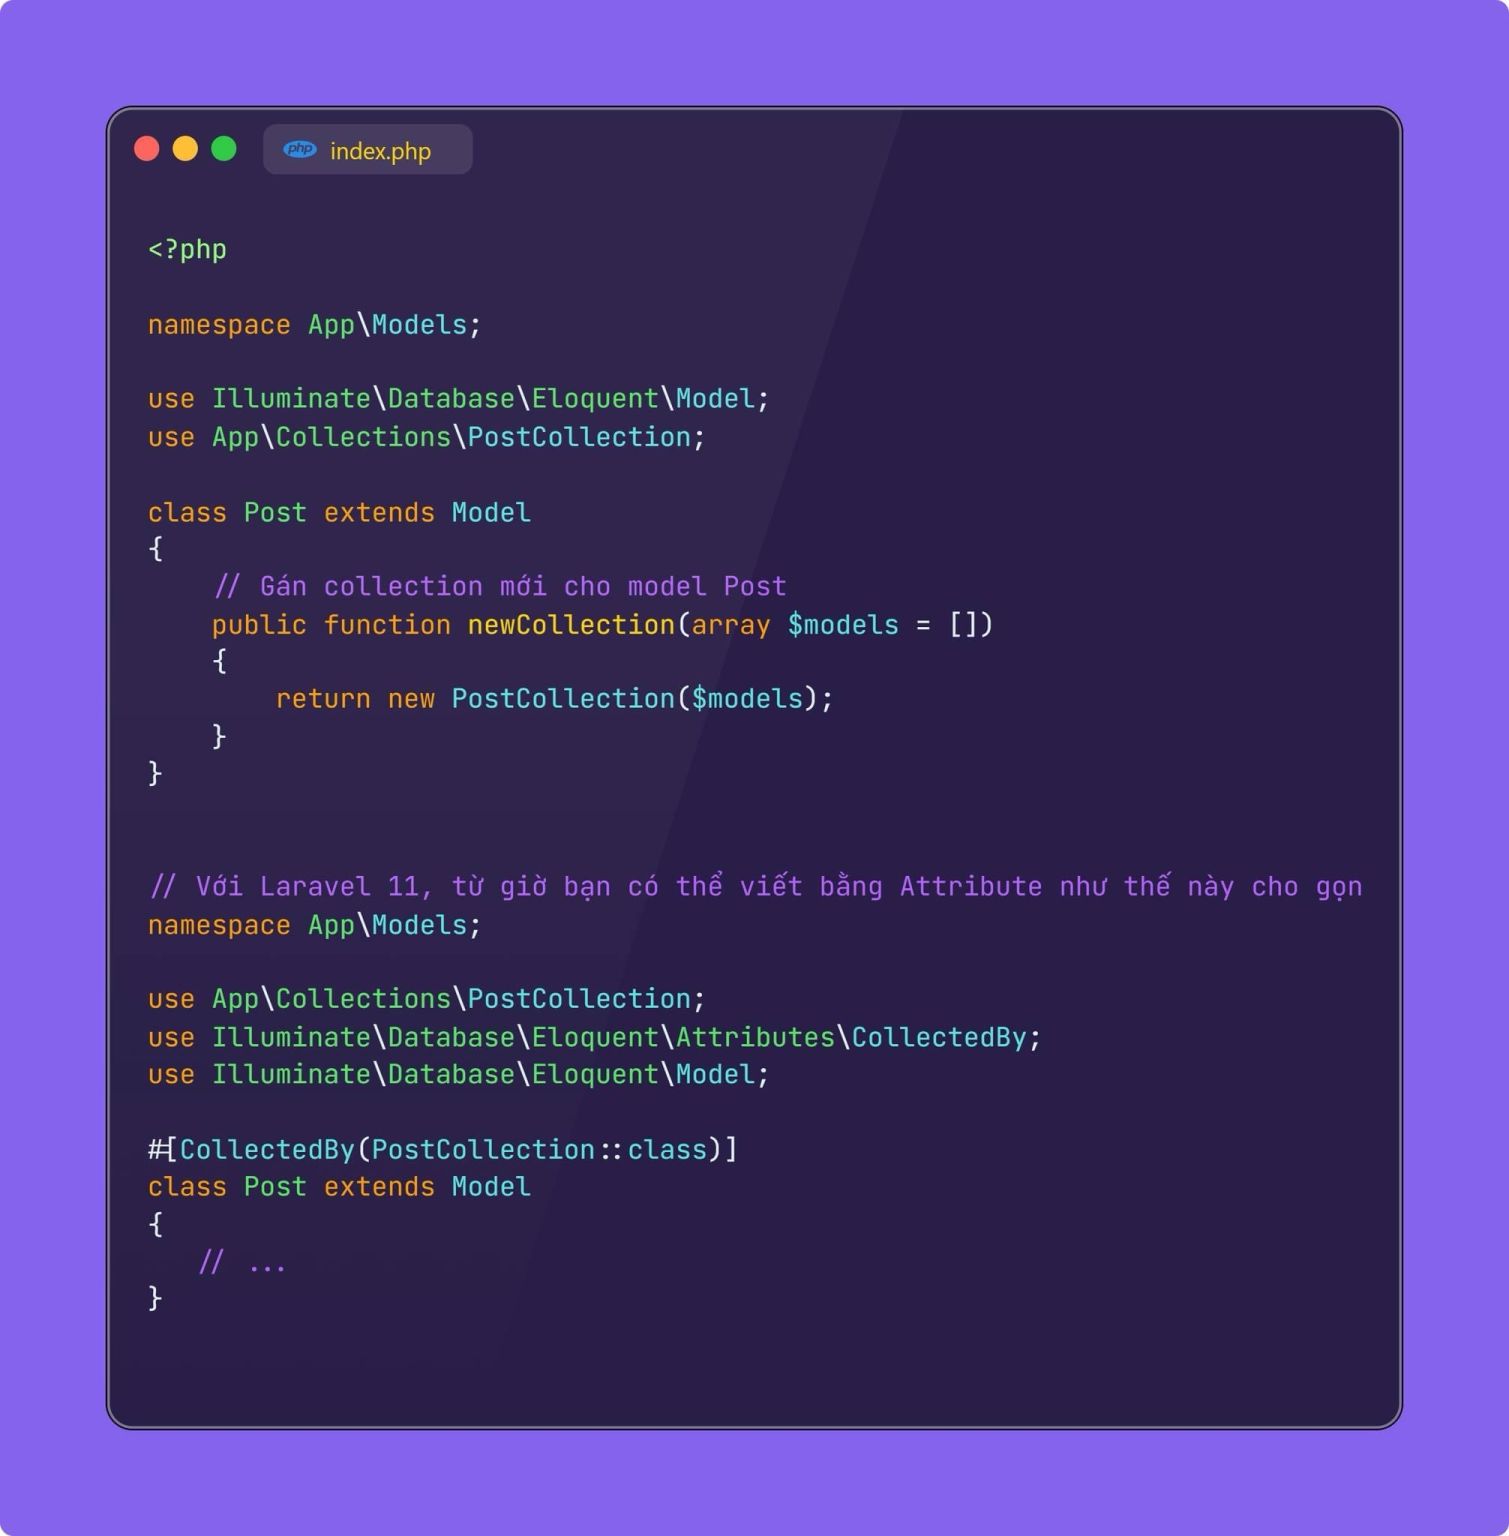 php index.php
<?php
namespace App\Models;
use Illuminate\Database\Eloquent\Model;
use App\Collections\PostCollection;
class Post extends Model
{
    // Gán collection mới cho model Post
    public function newCollection(array $models = [])
    {
        return new PostCollection($models);
    }
}
// Với Laravel 11, từ giờ bạn có thể viết bằng Attribute như thế này cho gọn
namespace App\Models;
use App\Collections\PostCollection;
use Illuminate\Database\Eloquent\Attributes\CollectedBy;
use Illuminate\Database\Eloquent\Model;
#[CollectedBy(PostCollection::class)]
class Post extends Model
{
   // ...
}